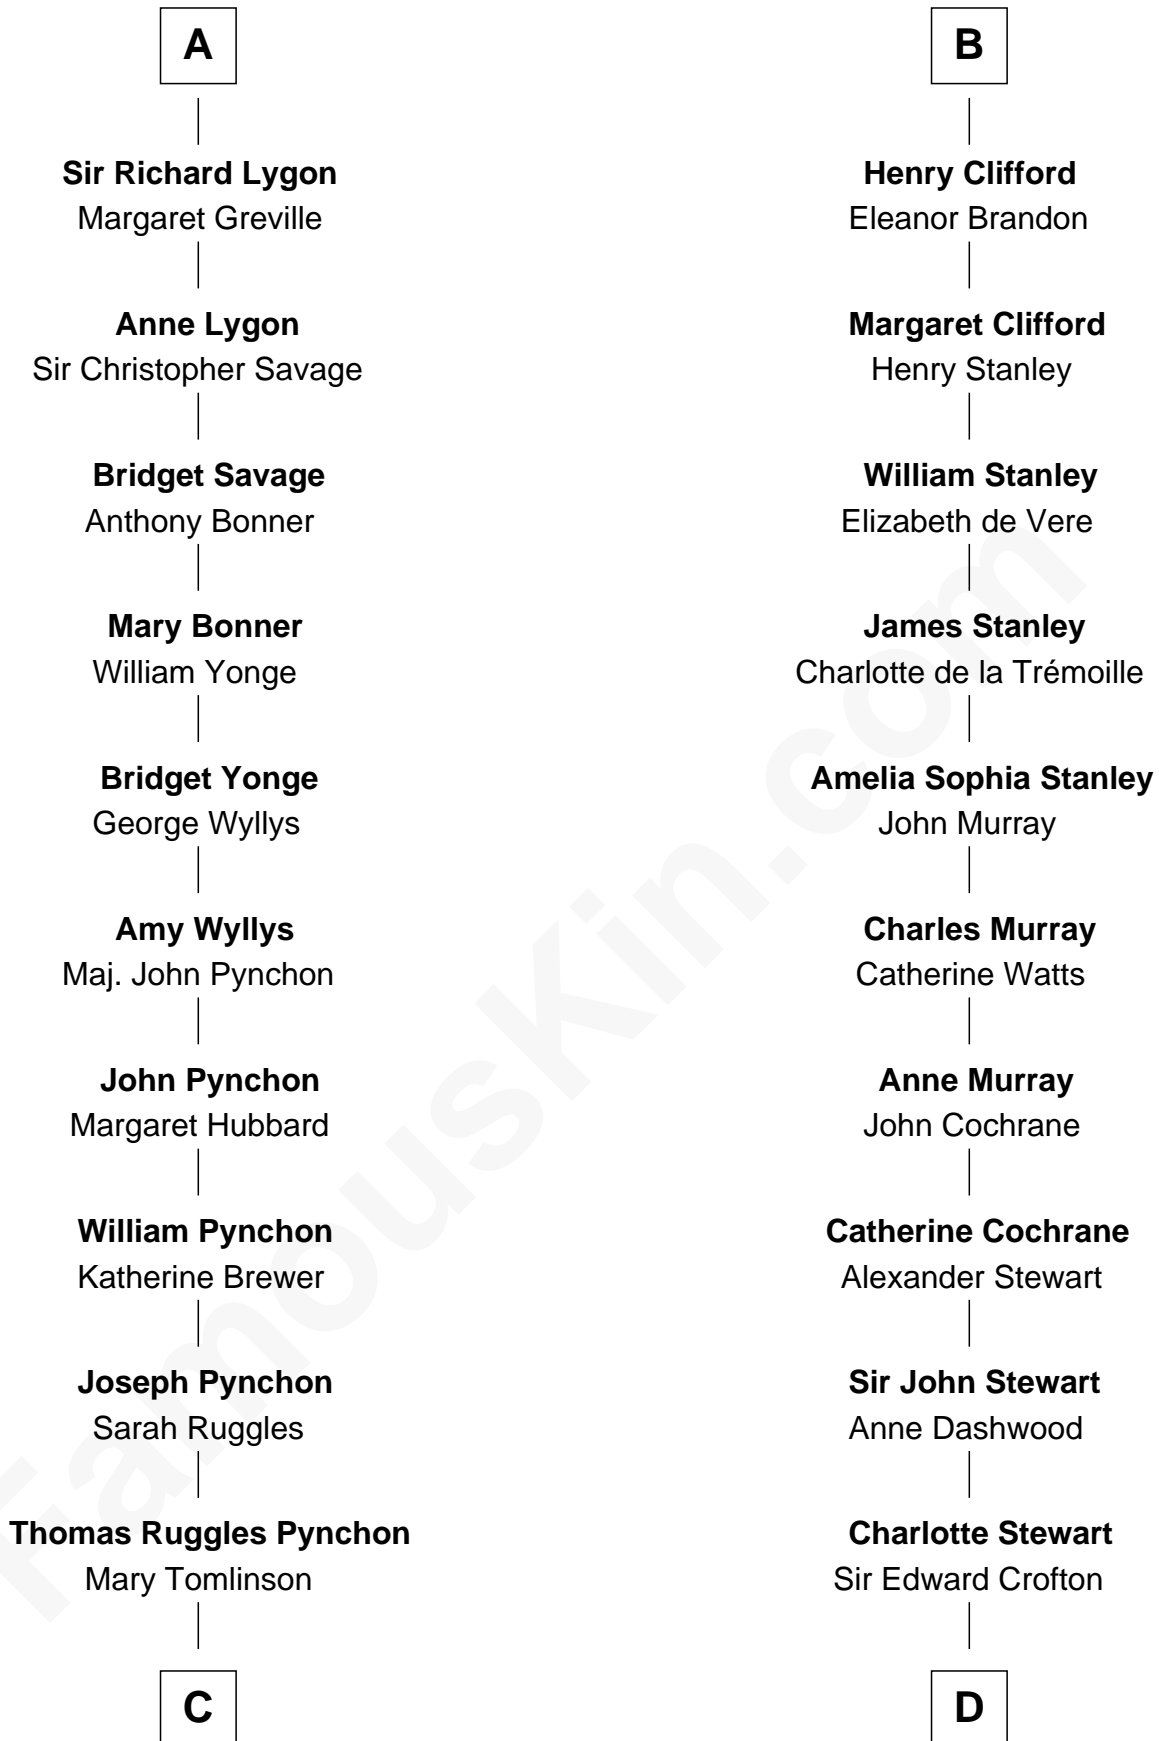 A
Sir Richard Lygon
Margaret Greville
Anne Lygon
Sir Christopher Savage
Bridget Savage
Anthony Bonner
Mary Bonner
William Yonge
Bridget Yonge
George Wyllys
Amy Wyllys
Maj. John Pynchon
John Pynchon
Margaret Hubbard
William Pynchon
Katherine Brewer
Joseph Pynchon
Sarah Ruggles
Thomas Ruggles Pynchon
Mary Tomlinson
C
B
Henry Clifford
Eleanor Brandon
Margaret Clifford
Henry Stanley
William Stanley
Elizabeth de Vere
James Stanley
Charlotte de la Trémoille
Amelia Sophia Stanley
John Murray
Charles Murray
Catherine Watts
Anne Murray
John Cochrane
Catherine Cochrane
Alexander Stewart
Sir John Stewart
Anne Dashwood
Charlotte Stewart
Sir Edward Crofton
D
FamousKin.com